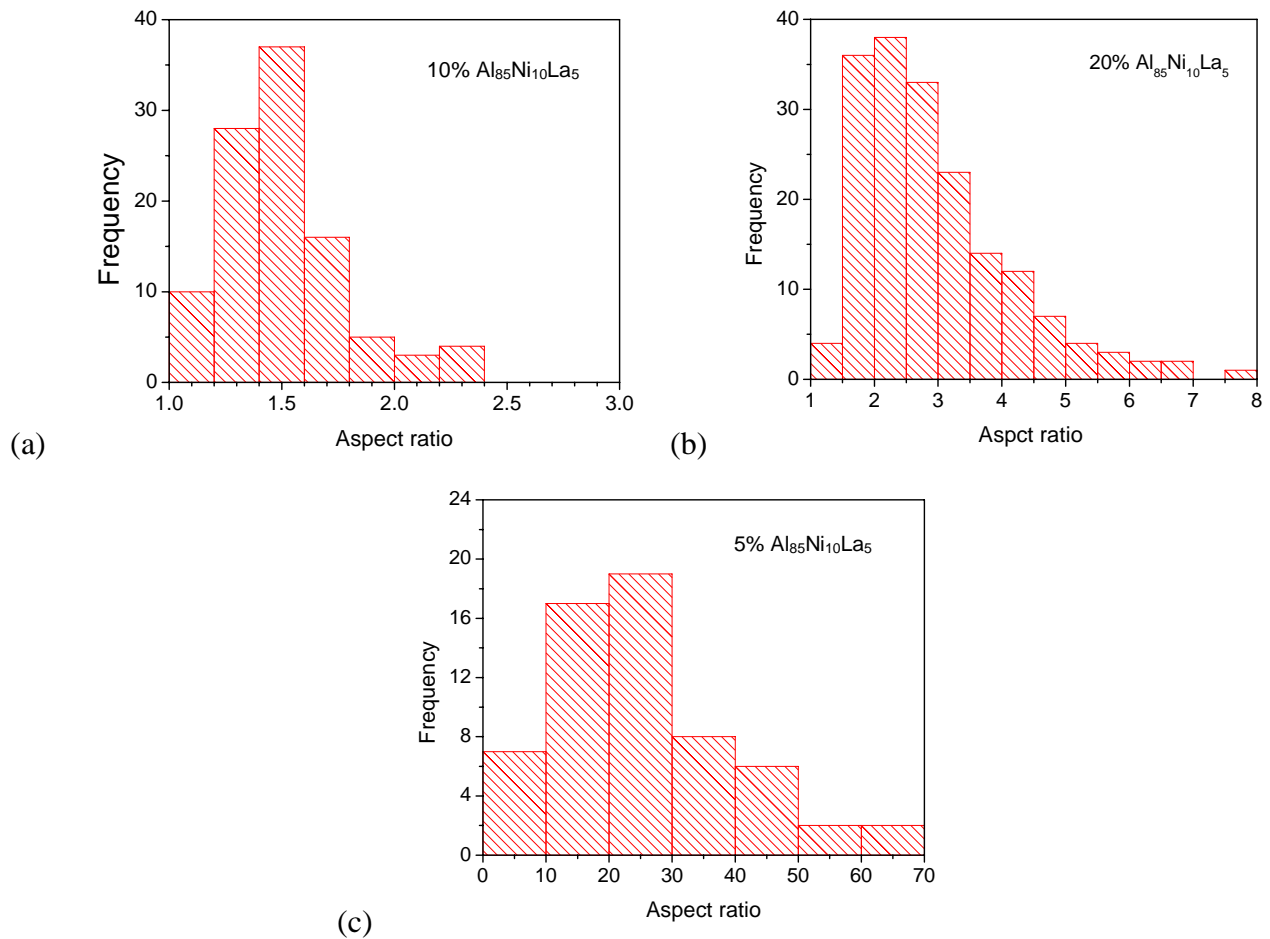 40
30
20
10
0
Frequency
10% Al₈₅Ni₁₀La₅
1.0 1.5 2.0 2.5 3.0
Aspect ratio
(a)
40
30
20
10
0
Frequency
20% Al₈₅Ni₁₀La₅
1 2 3 4 5 6 7 8
Aspct ratio
(b)
24
20
16
12
8
4
0
Frequency
5% Al₈₅Ni₁₀La₅
0 10 20 30 40 50 60 70
Aspect ratio
(c)